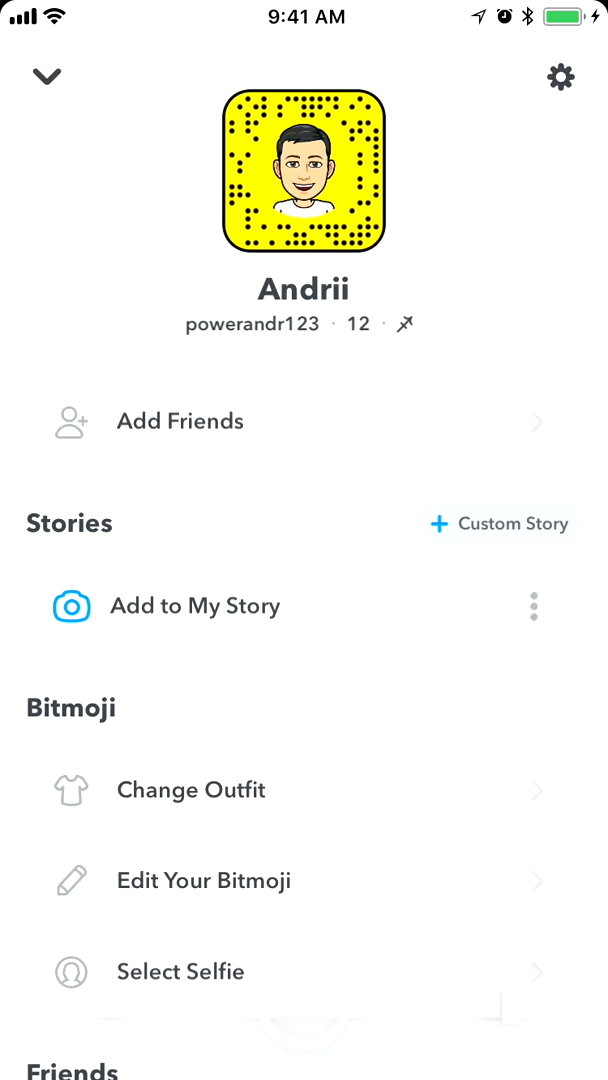 9:41 AM
Andrii
powerandr123 · 12 ·
Add Friends
Stories
+ Custom Story
Add to My Story
Bitmoji
Change Outfit
Edit Your Bitmoji
Select Selfie
Friends